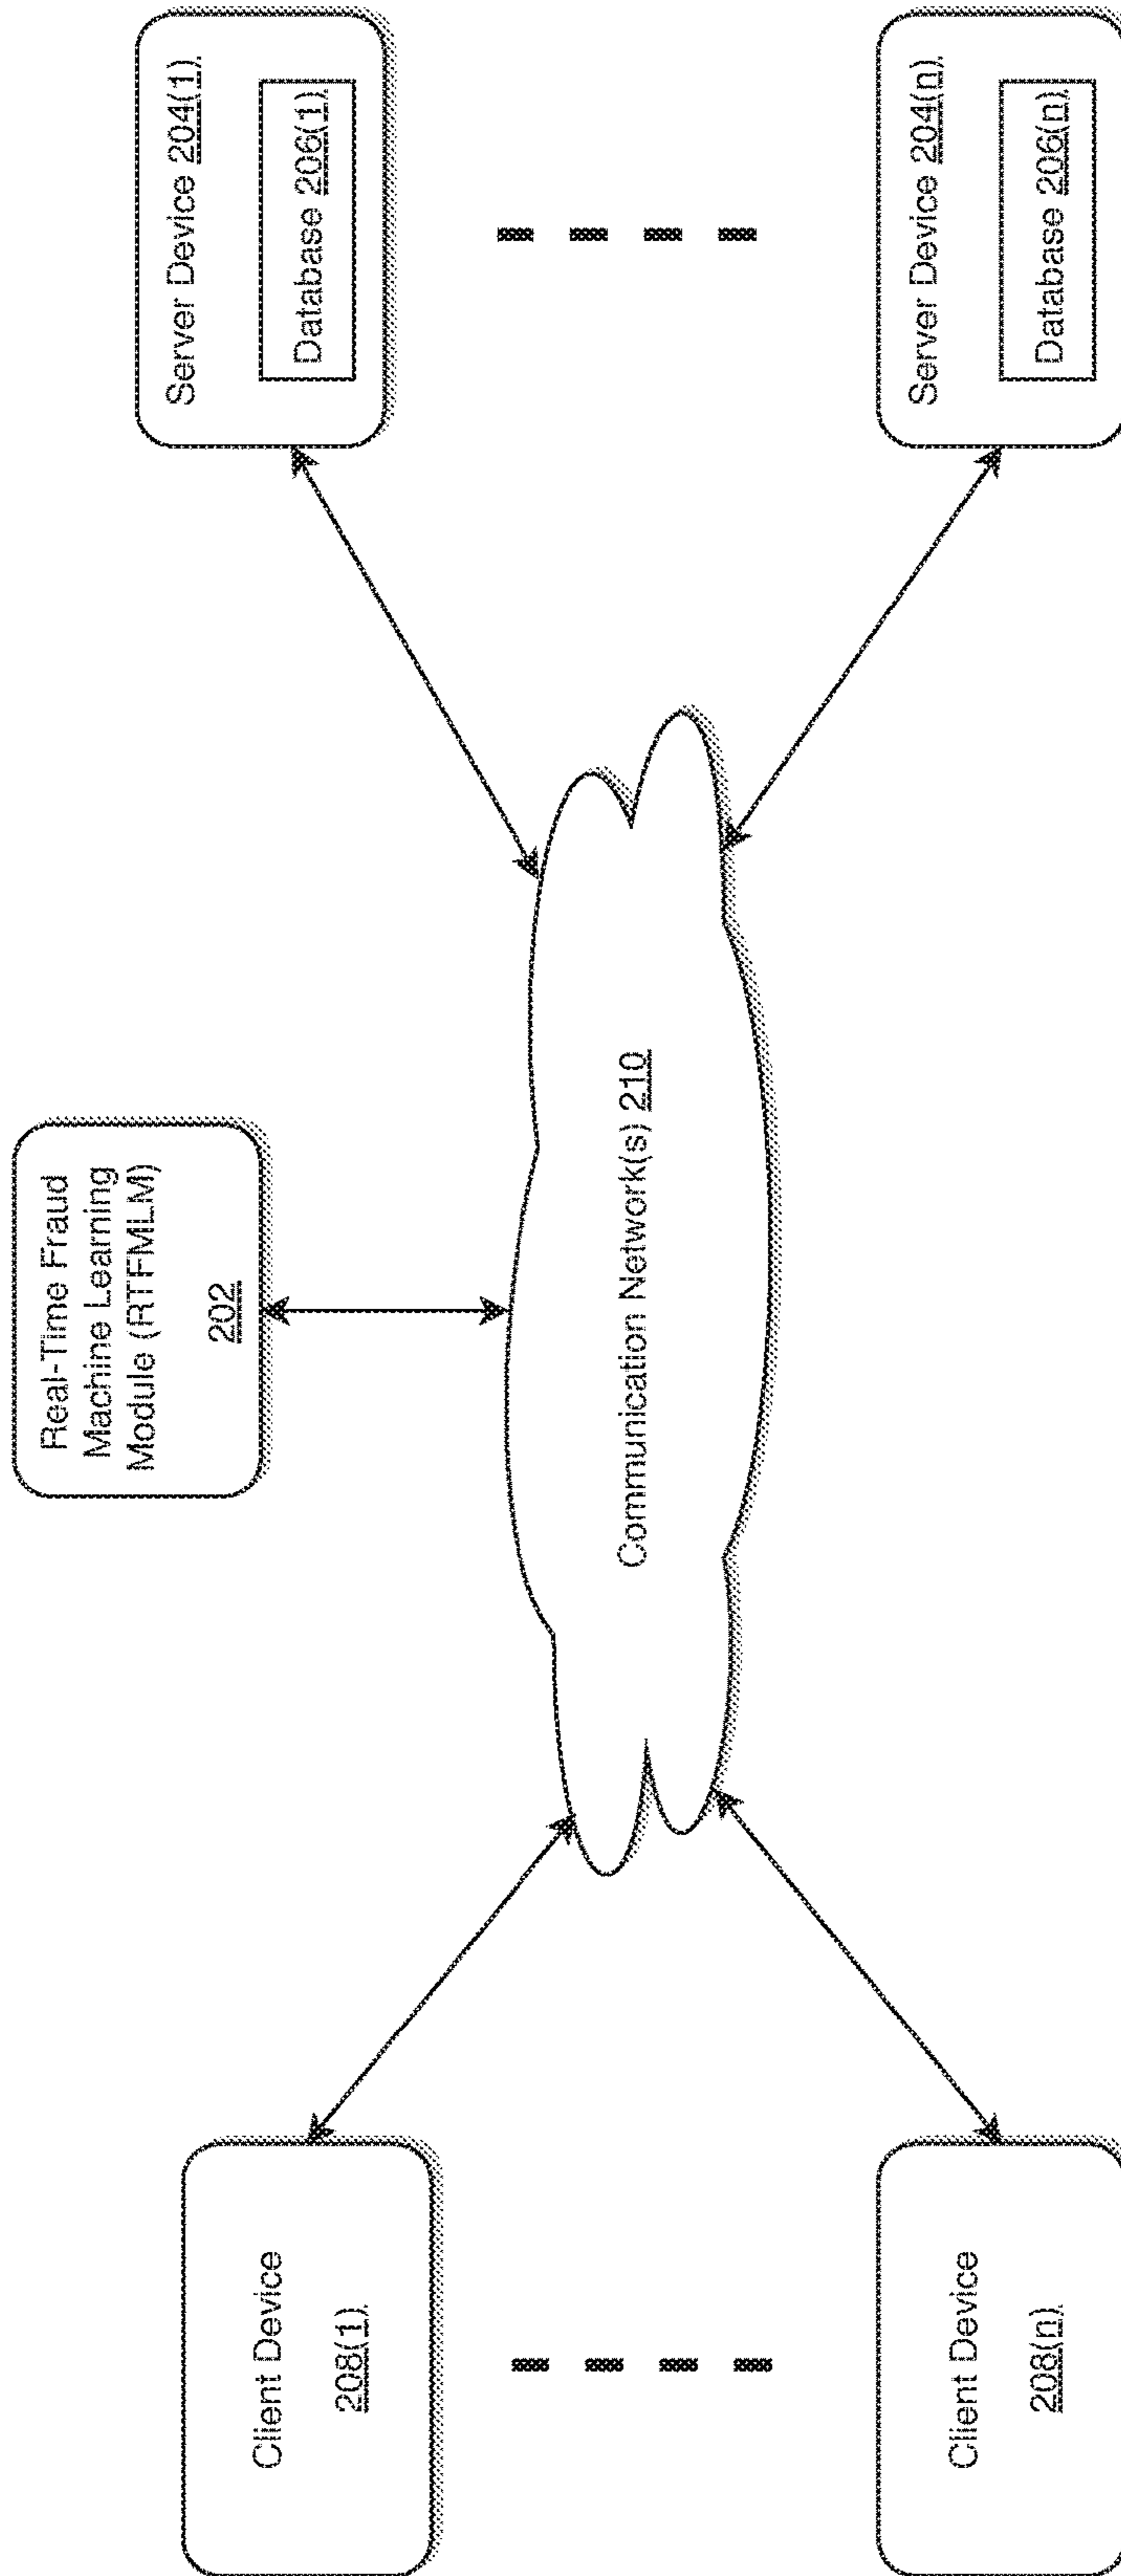 Real-Time Fraud
Machine Learning
Module (RTFMLM)
202
Server Device 204(1)
Database 206(1)
Client Device
208(1)
Communication Network(s) 210
Client Device
208(n)
Server Device 204(n)
Database 206(n)